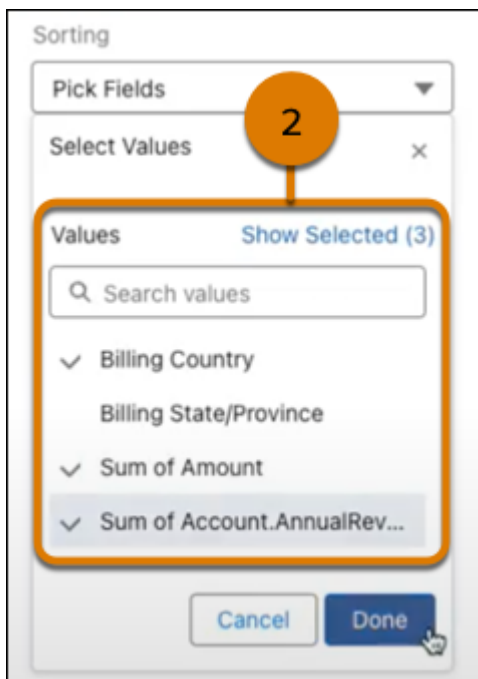 Sorting
Pick Fields
2
Select Values
Values Show Selected (3)
Search values
Billing Country
Billing State/Province
Sum of Amount
Sum of Account.AnnualRev...
Cancel Done